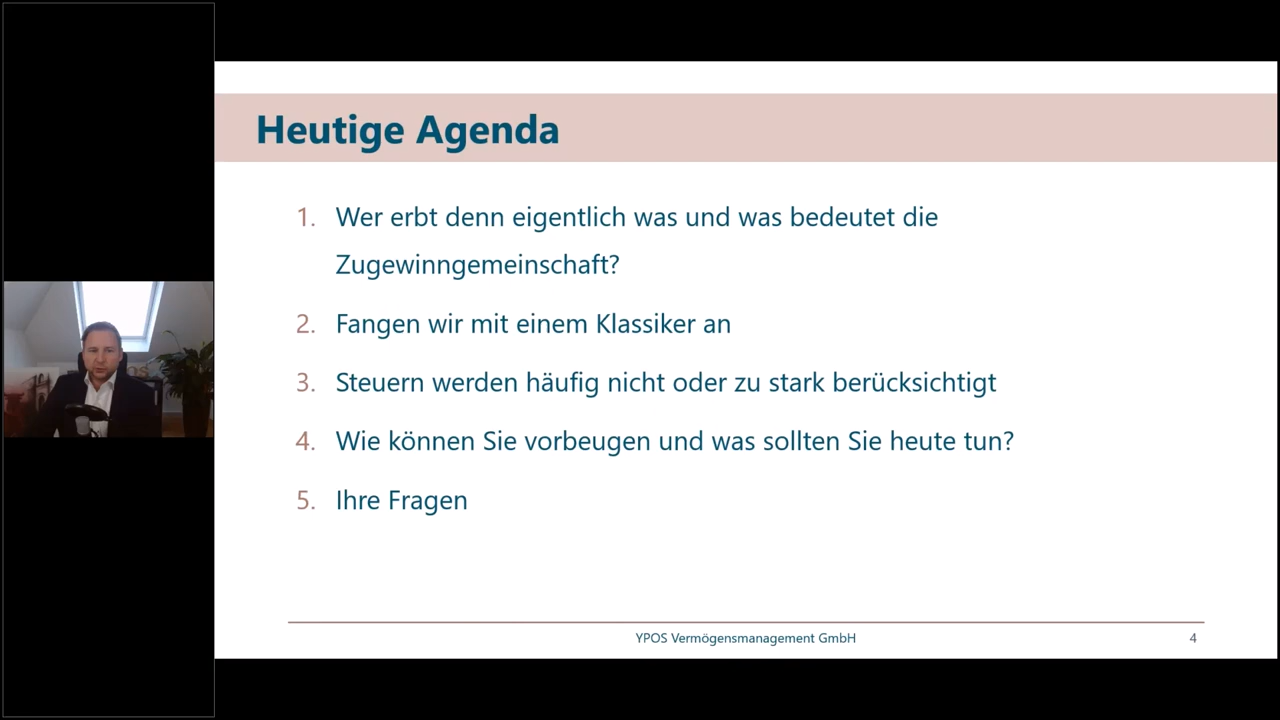 Heutige Agenda
1. Wer erbt denn eigentlich was und was bedeutet die
Zugewinngemeinschaft?
2. Fangen wir mit einem Klassiker an
3. Steuern werden häufig nicht oder zu stark berücksichtigt
4. Wie können Sie vorbeugen und was sollten Sie heute tun?
5. Ihre Fragen
YPOS Vermögensmanagement GmbH
4